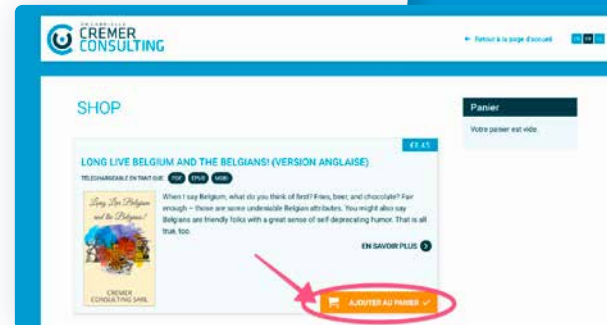 DR GABRIELLE
CREMER
CONSULTING
← Retour à la page d'accueil
EN
SHOP
Panier
Votre panier est vide.
€8.45
LONG LIVE BELGIUM AND THE BELGIANS! (VERSION ANGLAISE)
TÉLÉCHARGEABLE EN TANT QUE: PDF EPUB MOBI
When I say Belgium, what do you think of first? Fries, beer, and chocolate? Fair
enough – those are some undeniable Belgian attributes. You might also say
Belgians are friendly folks with a great sense of self deprecating humor. That is all
true, too.
Long Live Belgium
and the Belgians!
CREMER
CONSULTING SARL
EN SAVOIR PLUS
AJOUTER AU PANIER